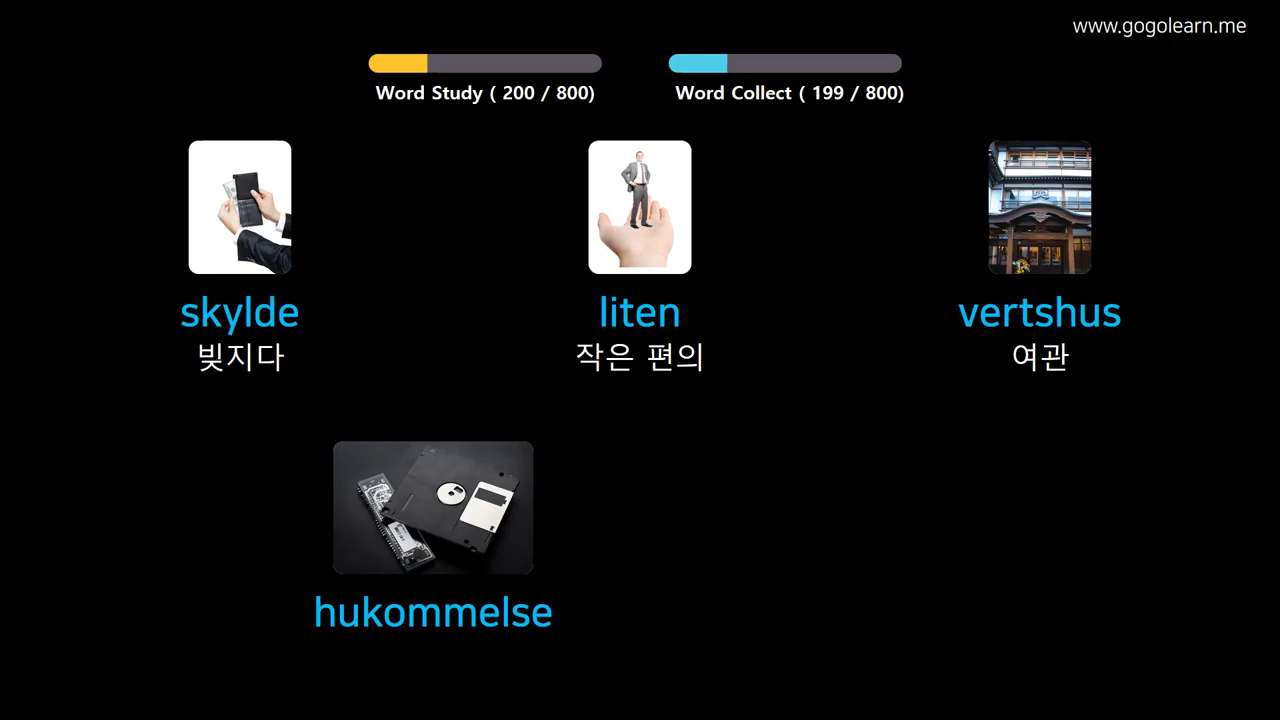 www.gogolearn.me
Word Study ( 200 / 800)
Word Collect ( 199 / 800)
skylde
빚지다
liten
작은 편의
vertshus
여관
hukommelse